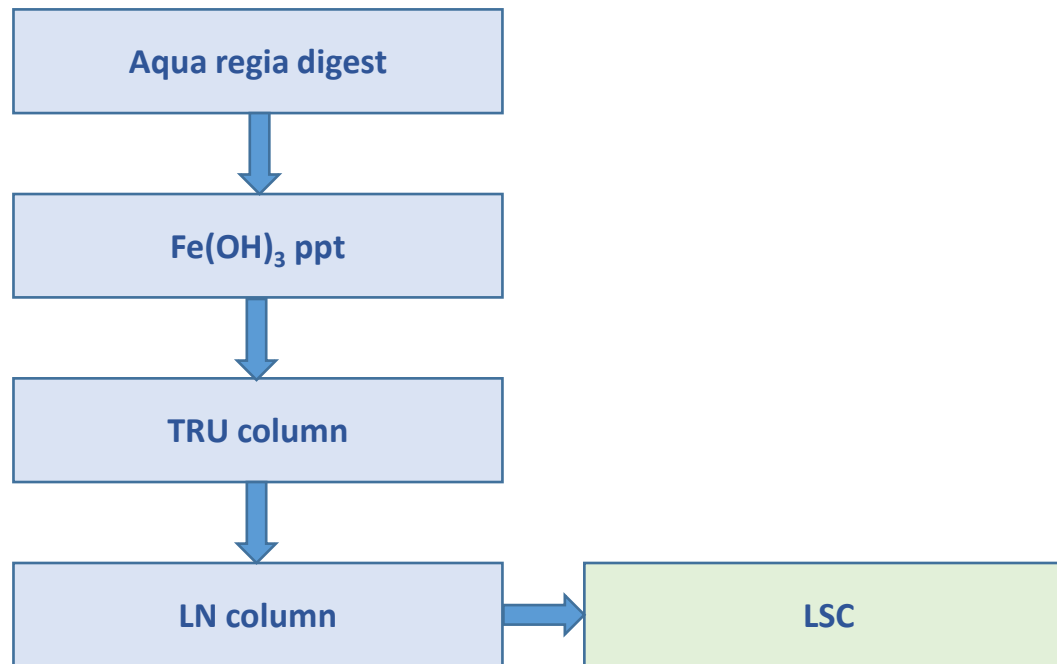 Aqua regia digest
Fe(OH)₃ ppt
TRU column
LN column
LSC